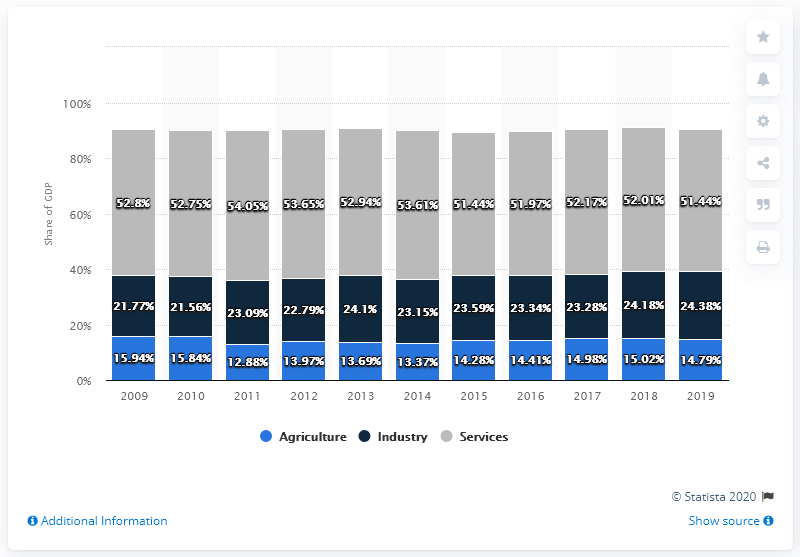 100%
80%
60%
40%
20%
0%
Share of GDP
52.8% 52.75% 54.05% 53.65% 52.94% 53.61% 51.44% 51.97% 52.17% 52.01% 51.44%
21.77% 21.56% 23.09% 22.79% 24.1% 23.15% 23.59% 23.34% 23.28% 24.18% 24.38%
15.94% 15.84% 12.88% 13.97% 13.69% 13.37% 14.28% 14.41% 14.98% 15.02% 14.79%
2009 2010 2011 2012 2013 2014 2015 2016 2017 2018 2019
Agriculture Industry Services
© Statista 2020
Additional Information Show source